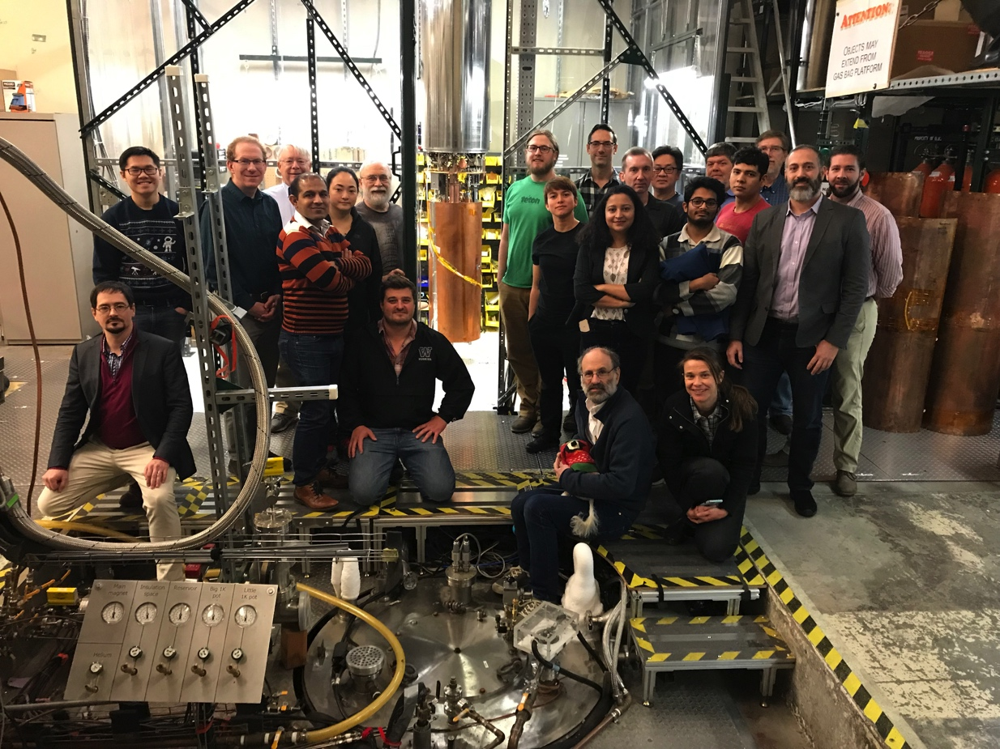 ATTENTION:
OBJECTS MAY
EXTEND FROM
GAS BAG PLATFORM
teton
W
Main
magnet
Insulation
space
Reservoir
Big 1K
pot
Little
1K pot
Helium